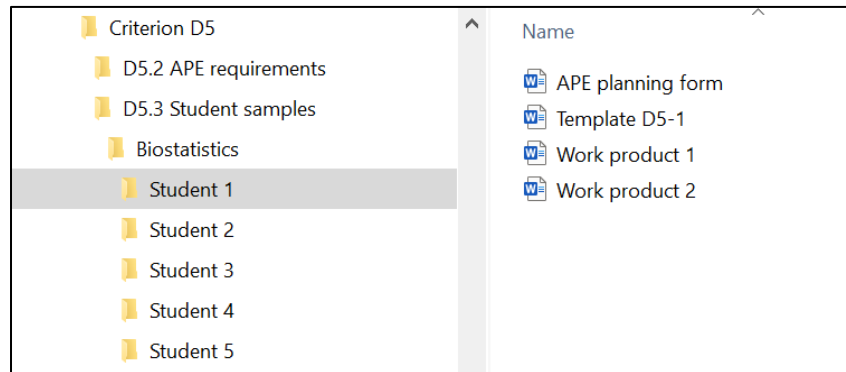 Criterion D5
D5.2 APE requirements
D5.3 Student samples
Biostatistics
Student 1
Student 2
Student 3
Student 4
Student 5
Name
APE planning form
Template D5-1
Work product 1
Work product 2